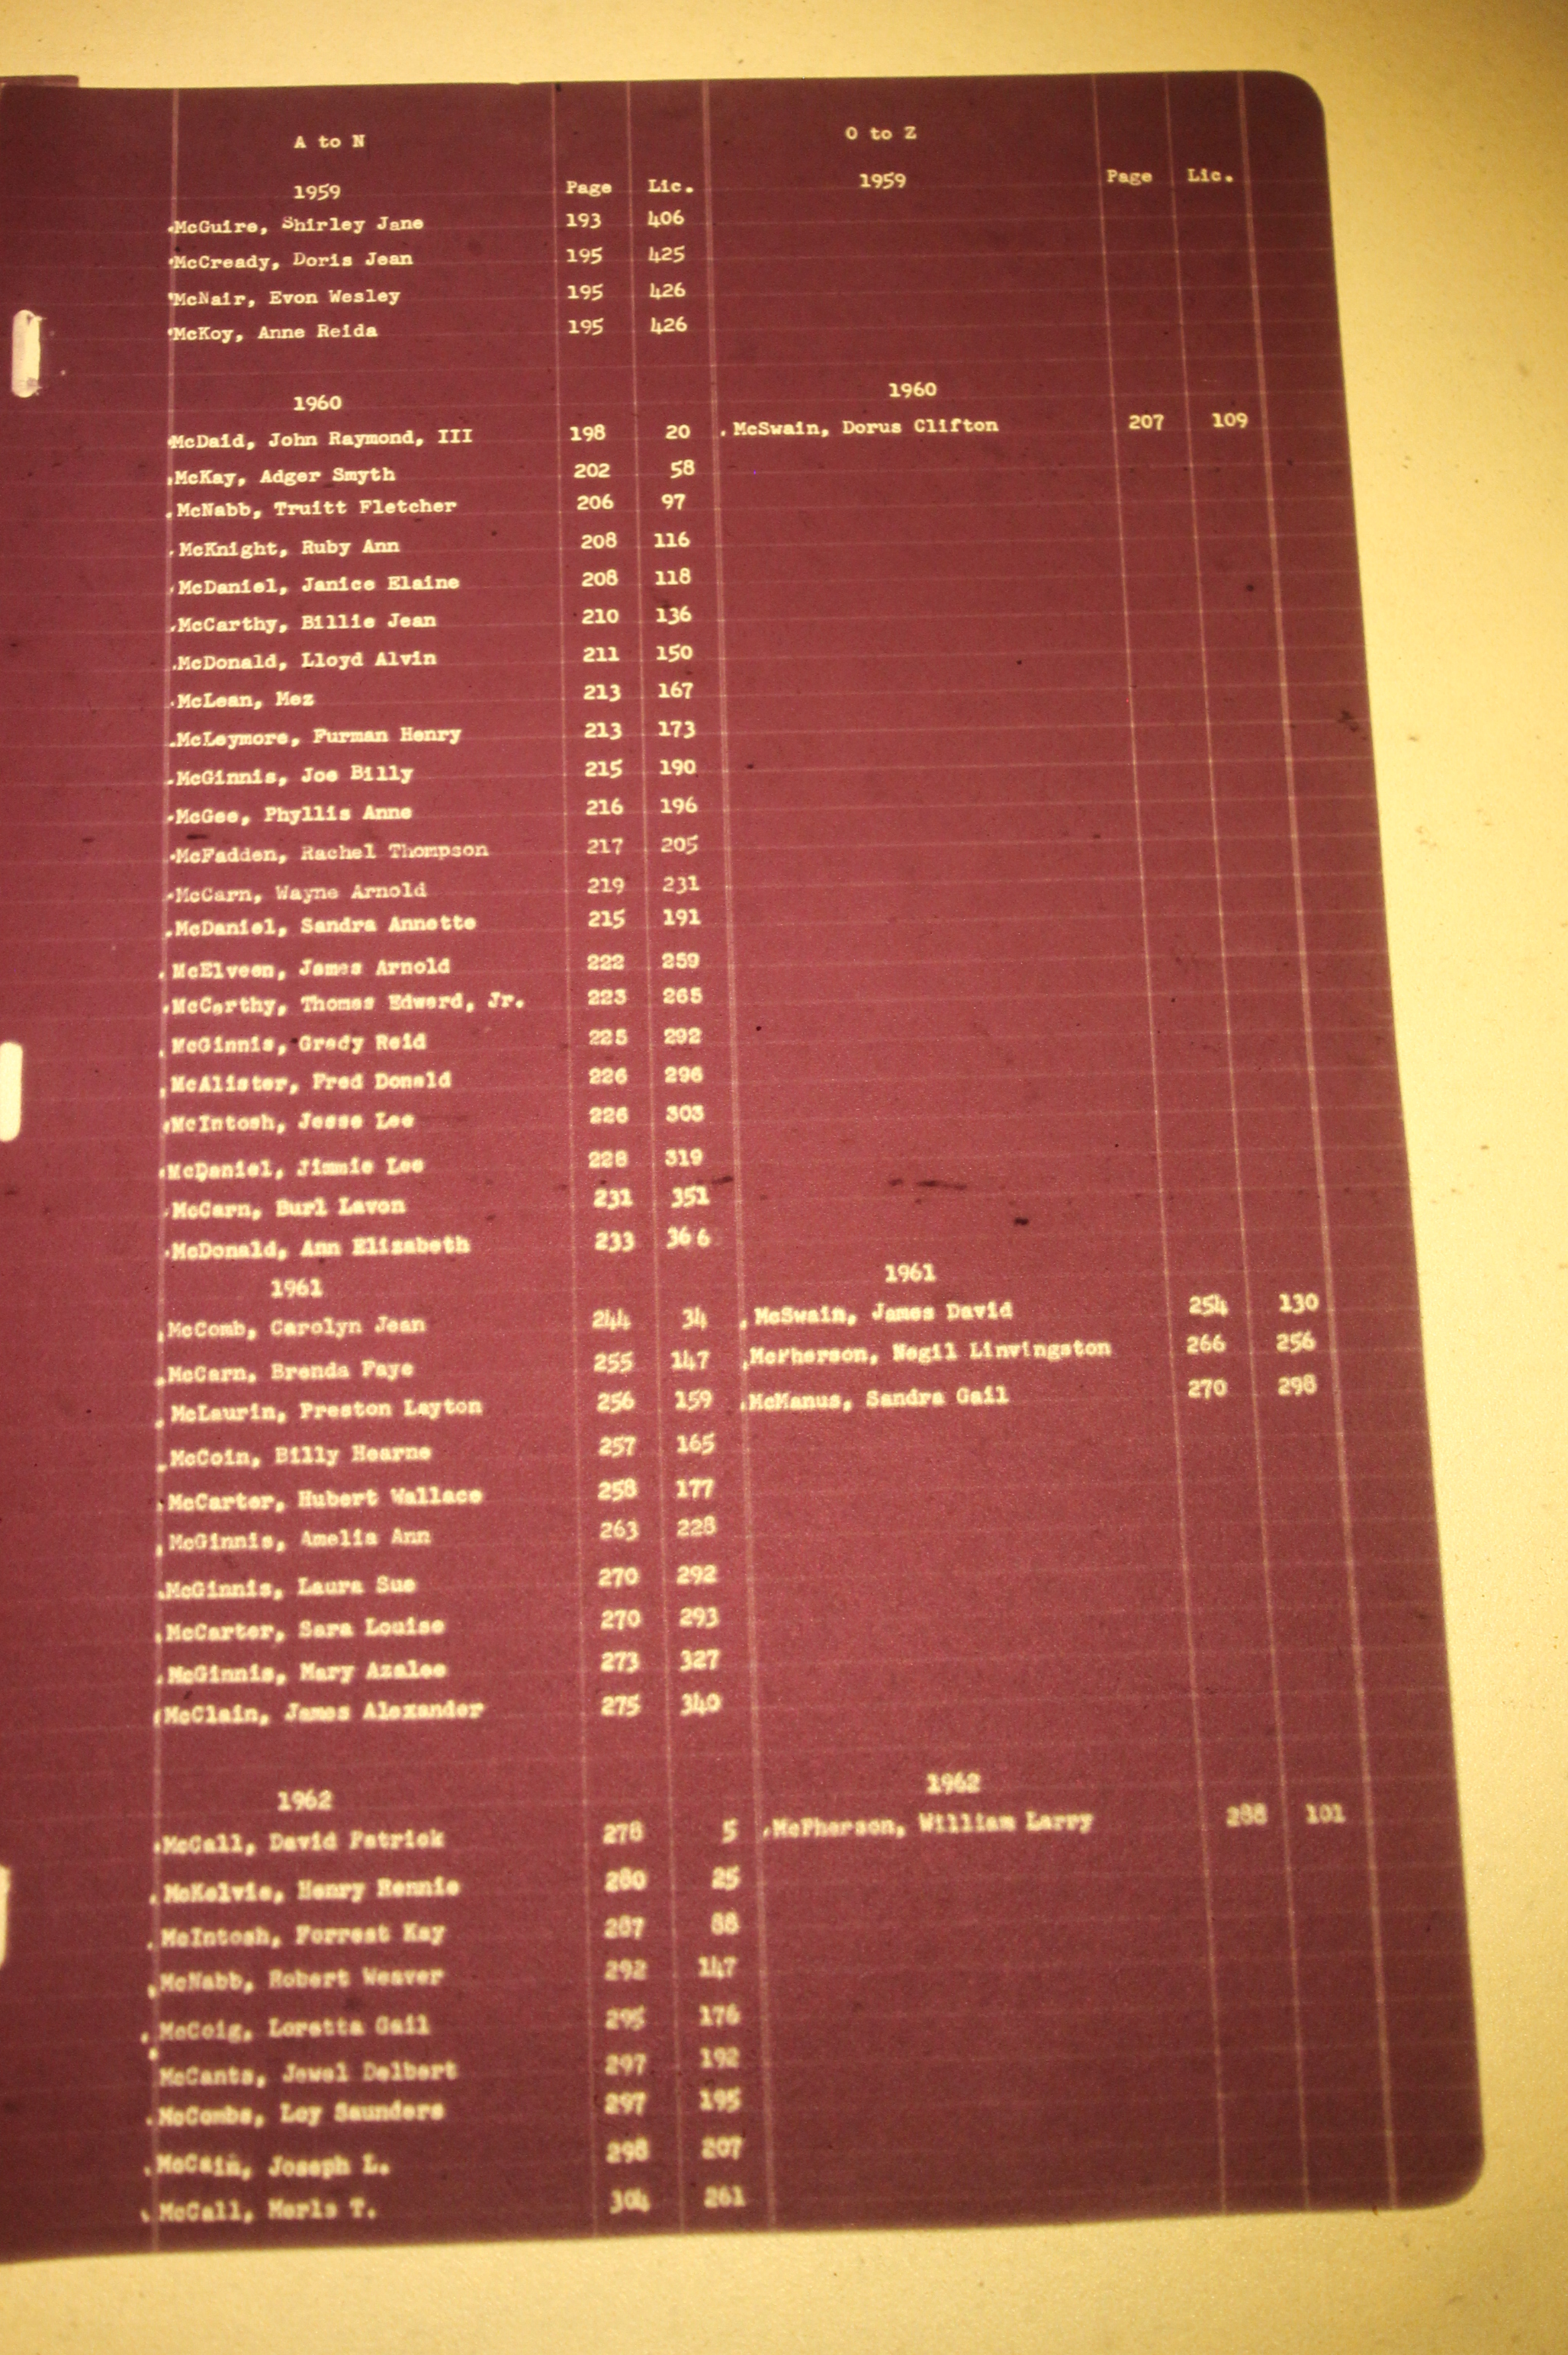 A to N O to Z
1959 Page Lic. 1959 Page Lic.
McGuire, Shirley Jane 193 406
McCready, Doris Jean 195 425
McNair, Evon Wesley 195 426
McKoy, Anne Reida 195 426
1960 1960
McDaid, John Raymond, III 198 20 McSwain, Dorus Clifton 207 109
McKay, Adger Smyth 202 58
McNabb, Truitt Fletcher 206 97
McKnight, Ruby Ann 208 116
McDaniel, Janice Elaine 208 118
McCarthy, Billie Jean 210 136
McDonald, Lloyd Alvin 211 150
McLean, Mez 213 167
McLeymore, Furman Henry 213 173
McGinnis, Joe Billy 215 190
McGee, Phyllis Anne 216 196
McFadden, Rachel Thompson 217 205
McCarn, Wayne Arnold 219 231
McDaniel, Sandra Annette 215 191
McElveen, James Arnold 222 259
McCarthy, Thomas Edward, Jr. 223 265
McGinnis, Grady Reid 225 292
McAlister, Fred Donald 226 296
McIntosh, Jesse Lee 226 303
McDaniel, Jimmie Lee 228 319
McCarn, Burl Lavon 231 351
McDonald, Ann Elizabeth 233 366
1961 1961
McComb, Carolyn Jean 244 34 McSwain, James David 254 130
McCarn, Brenda Faye 255 147 McPherson, Negil Linvingston 266 256
McLaurin, Preston Layton 256 159 McManus, Sandra Gail 270 298
McCoin, Billy Hearne 257 165
McCarter, Hubert Wallace 258 177
McGinnis, Amelia Ann 263 228
McGinnis, Laura Sue 270 292
McCarter, Sara Louise 270 293
McGinnis, Mary Azalee 273 327
McClain, James Alexander 275 340
1962 1962
McCall, David Patrick 278 5 McPherson, William Larry 288 101
McKelvie, Henry Rennie 280 25
McIntosh, Forrest Kay 287 88
McNabb, Robert Weaver 292 147
McCoig, Loretta Gail 295 176
McCants, Jewel Delbert 297 192
McCombs, Loy Saunders 297 195
McCain, Joseph L. 298 207
McCall, Merle T. 304 261